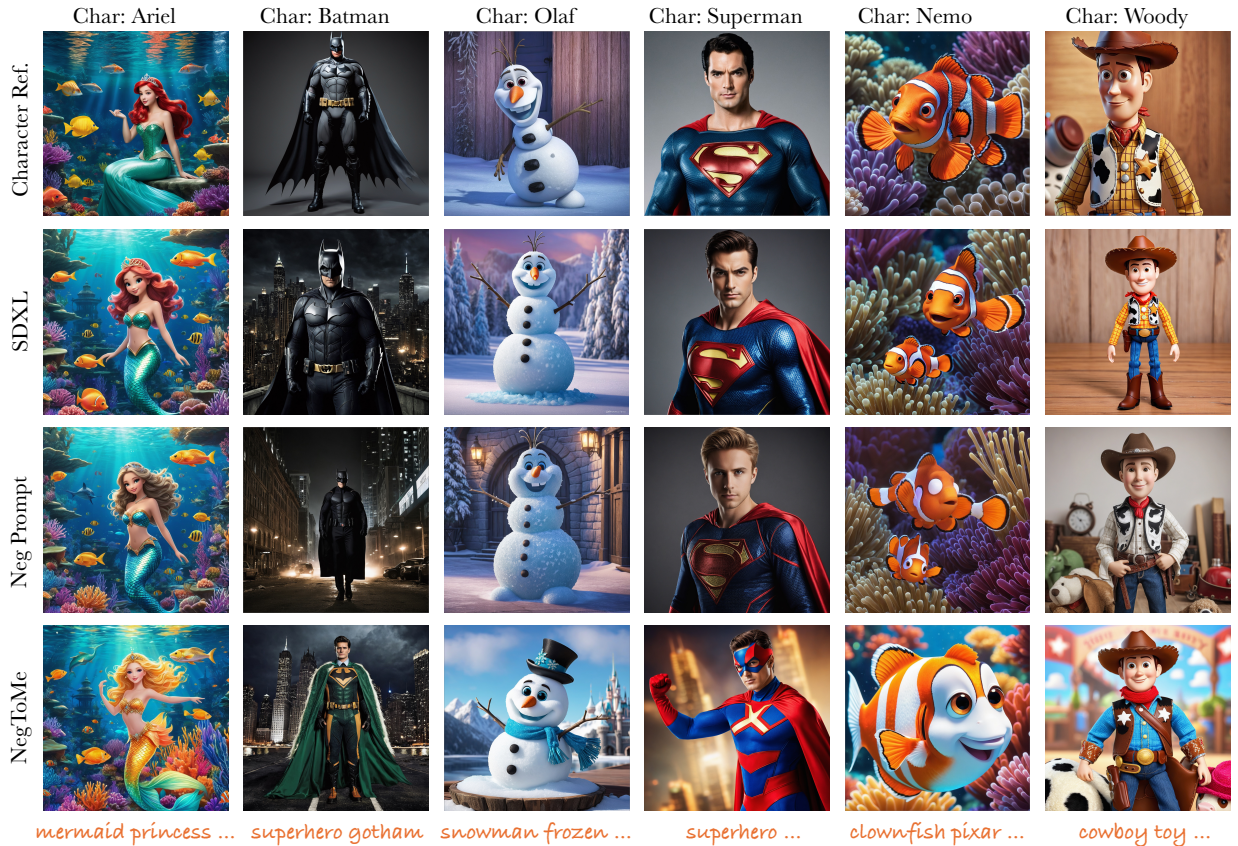 Char: Ariel
Char: Batman
Char: Olaf
Char: Superman
Char: Nemo
Char: Woody
Character Ref.
SDXL
Neg Prompt
NegToMe
mermaid princess ...
superhero gotham
snowman frozen ...
superhero ...
clownfish pixar ...
cowboy toy ...